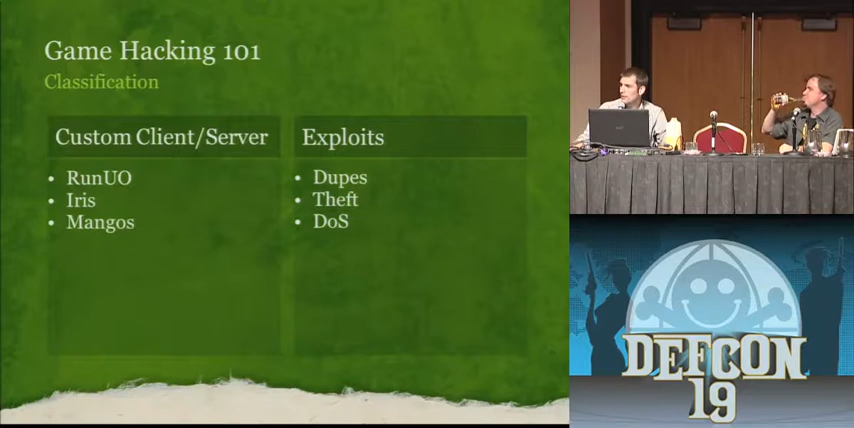 Game Hacking 101
Classification
Custom Client/Server
• RunUO
• Iris
• Mangos
Exploits
• Dupes
• Theft
• DoS
DEFCON
19